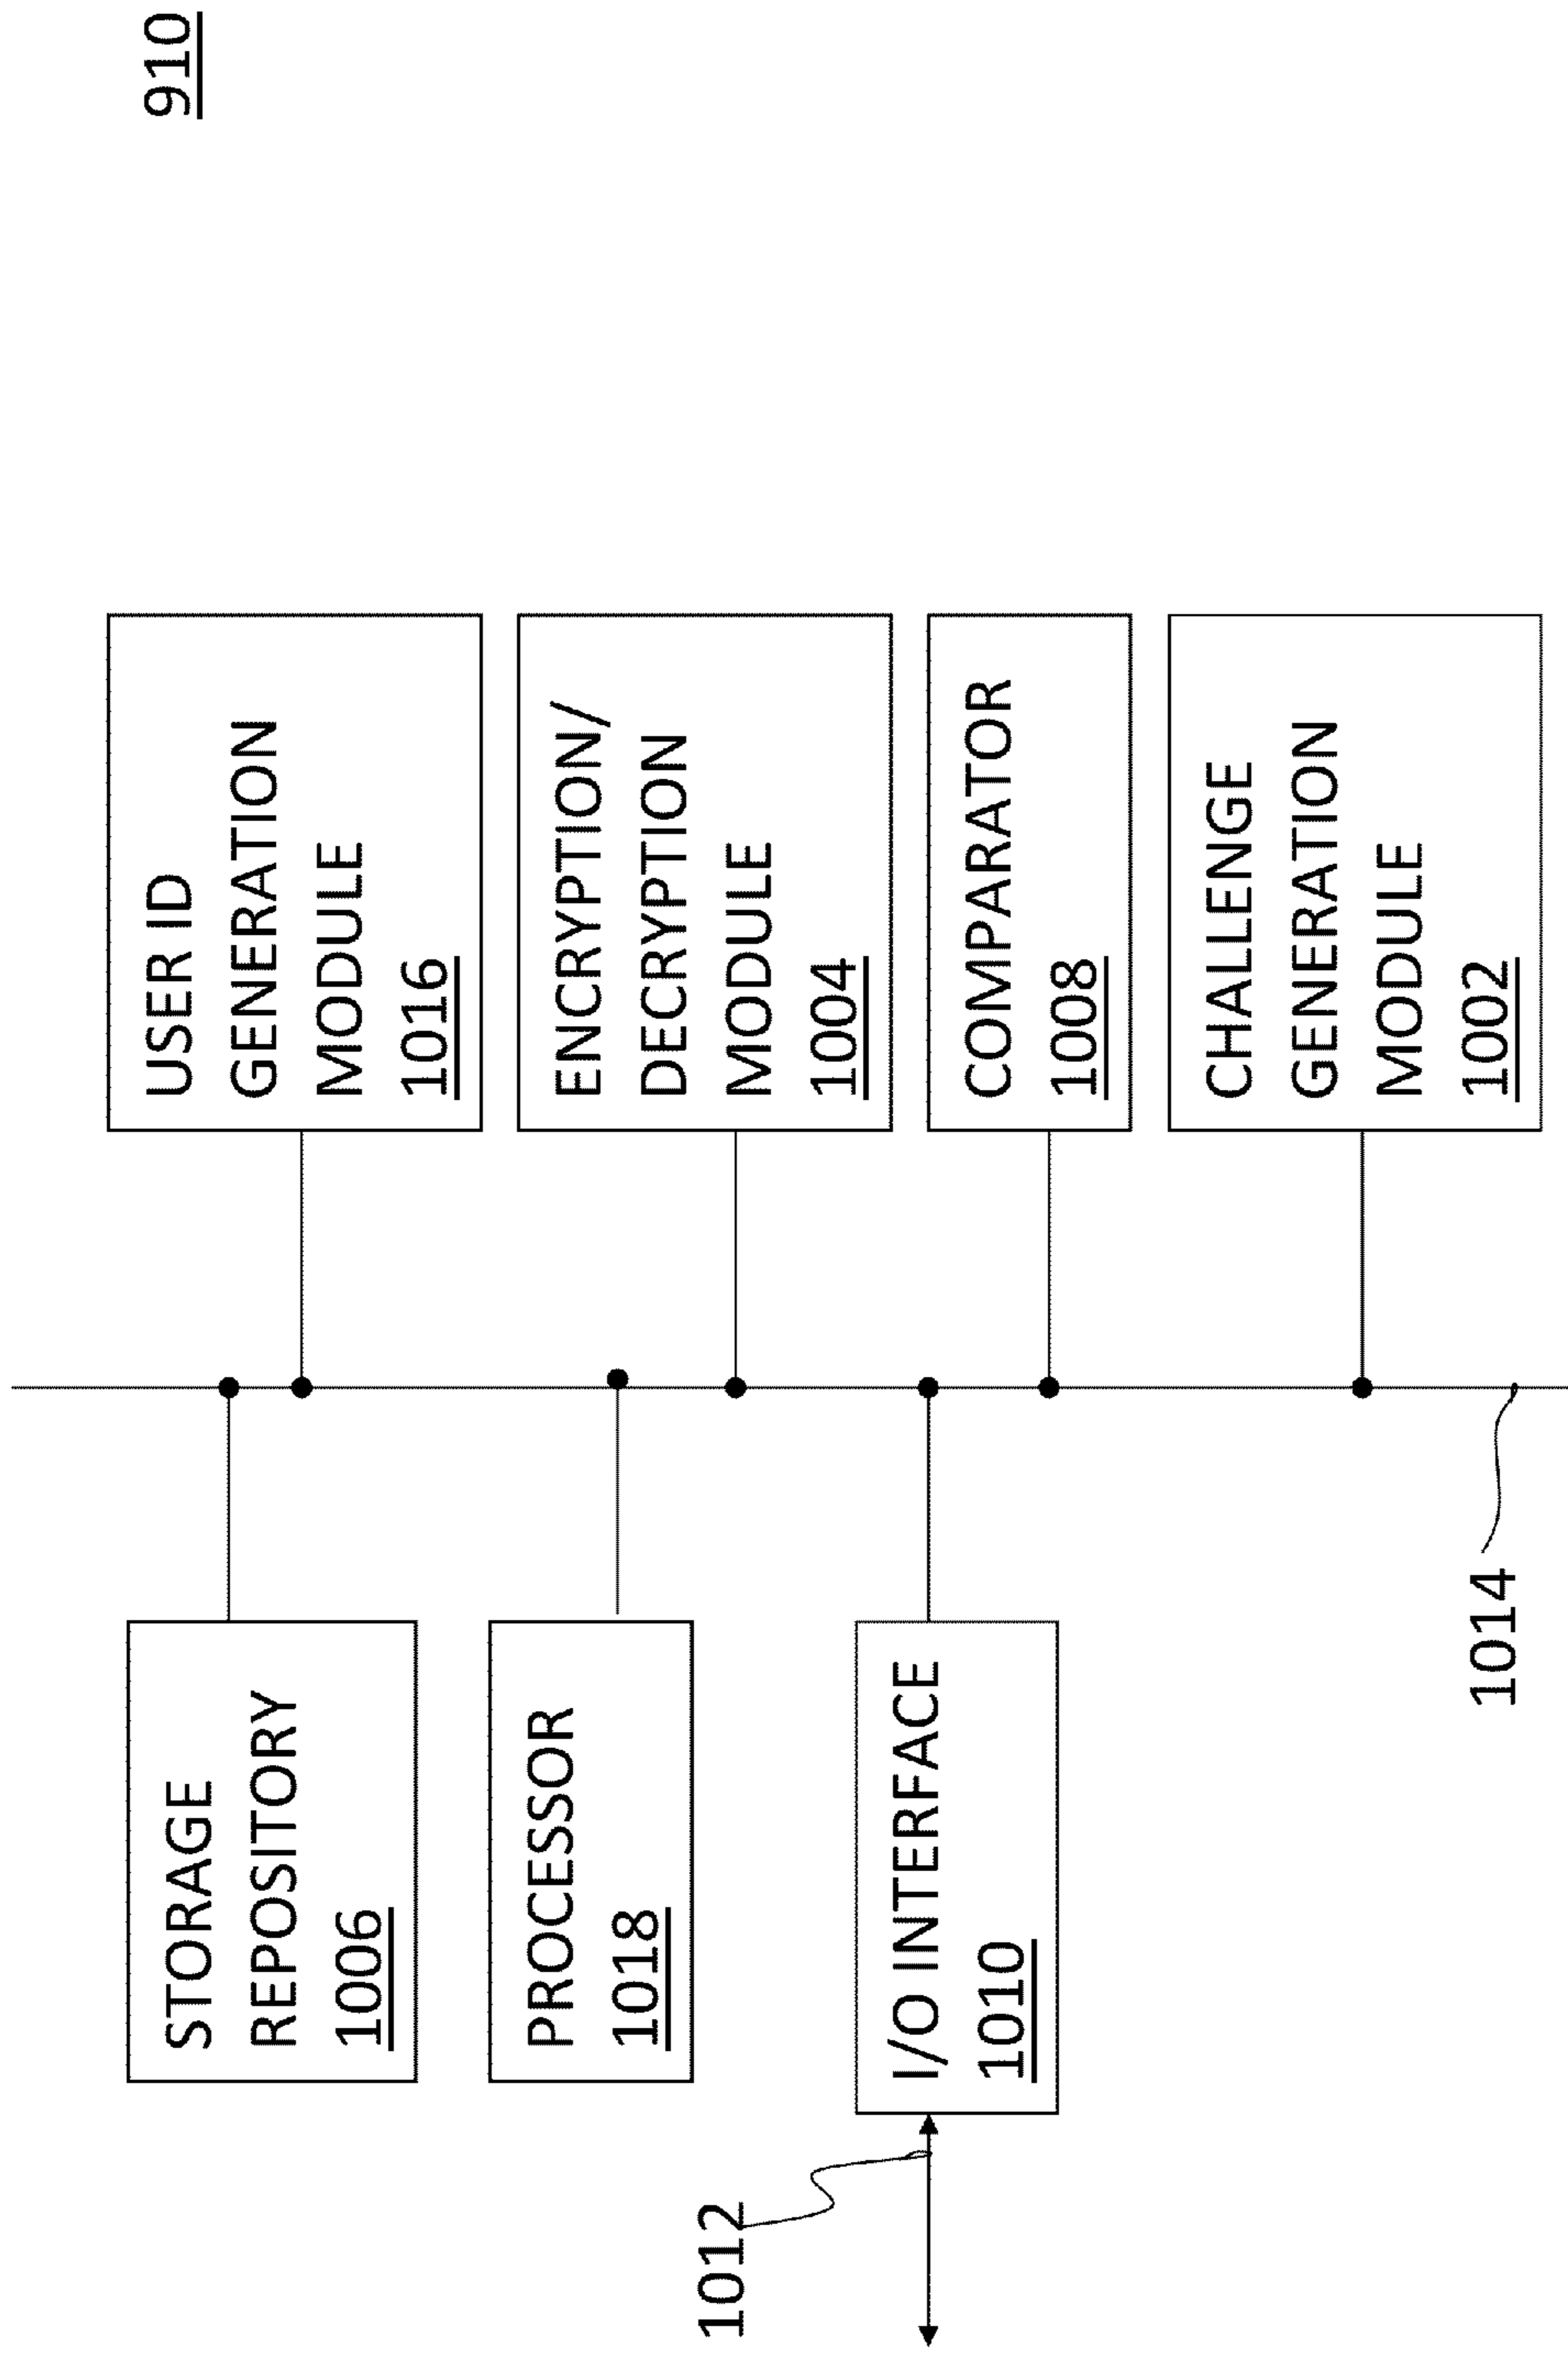 910
STORAGE
REPOSITORY
1006
PROCESSOR
1018
I/O INTERFACE
1010
1012
1014
USER ID
GENERATION
MODULE
1016
ENCRYPTION/
DECRYPTION
MODULE
1004
COMPARATOR
1008
CHALLENGE
GENERATION
MODULE
1002